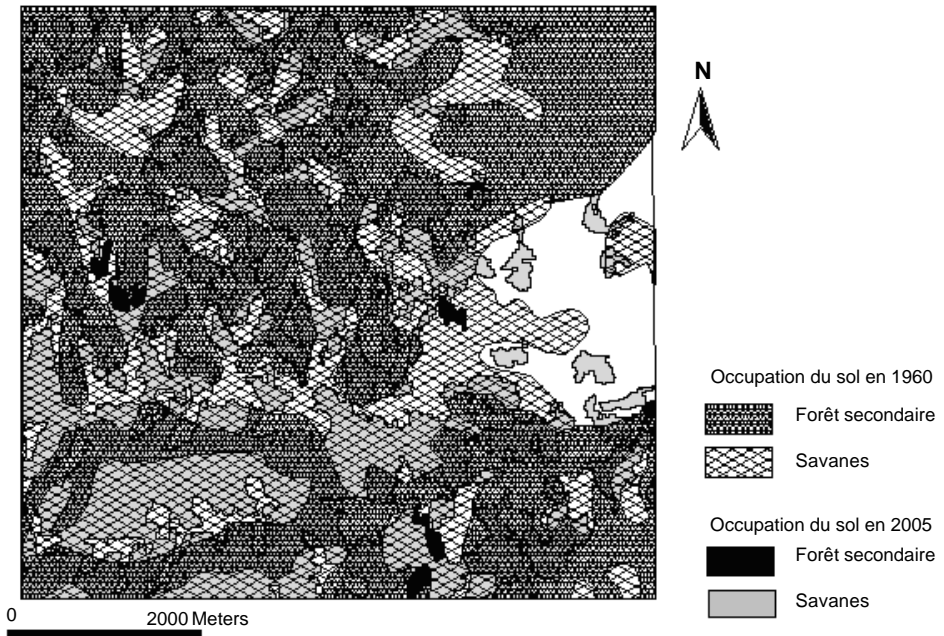 N
Occupation du sol en 1960
Forêt secondaire
Savanes
Occupation du sol en 2005
Forêt secondaire
Savanes
0 2000 Meters